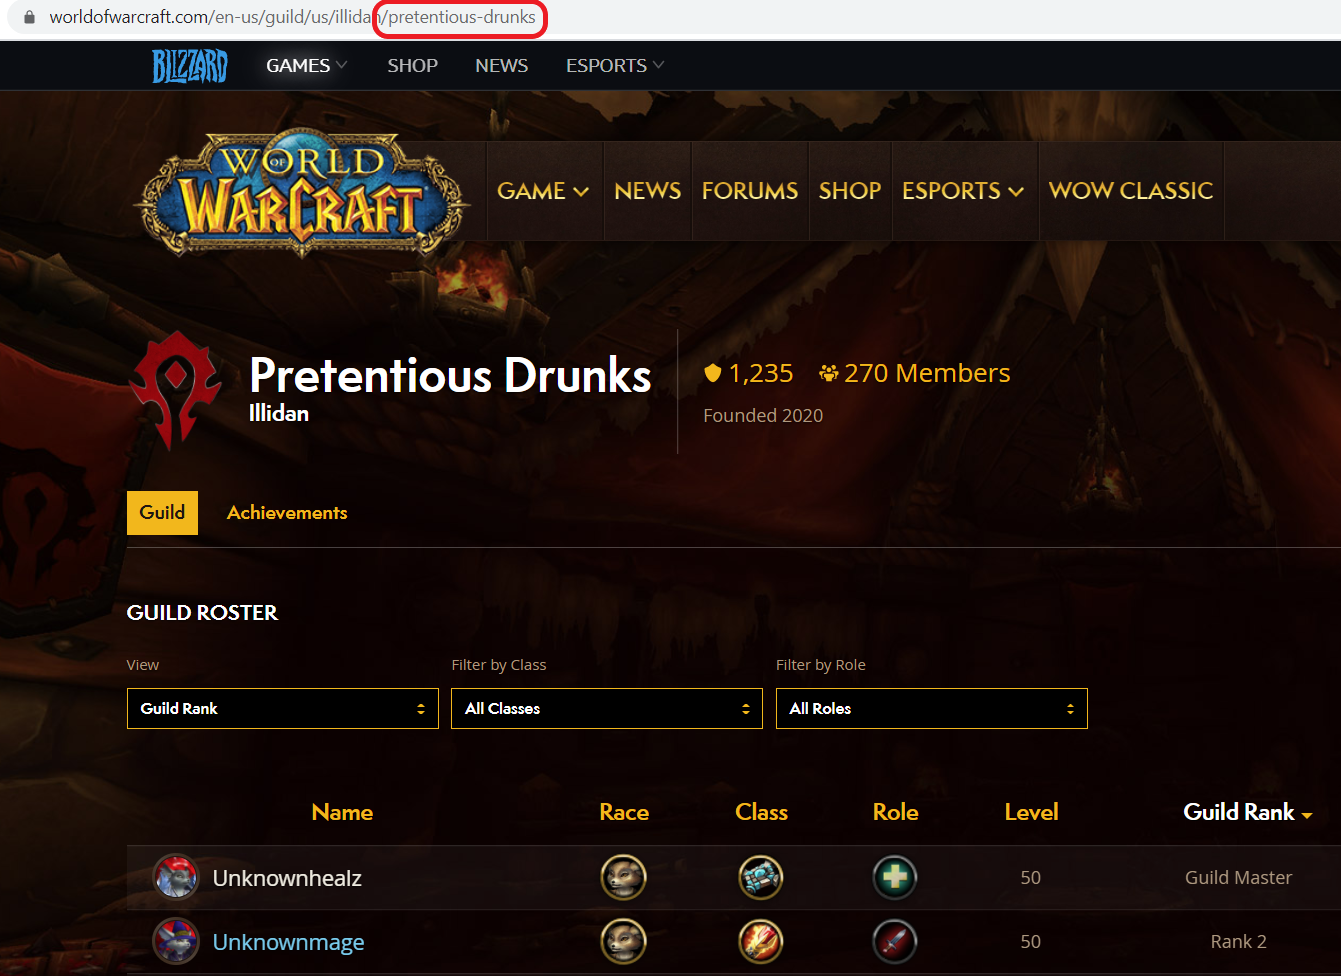 worldofwarcraft.com/en-us/guild/us/illidan/pretentious-drunks
BLIZZARD GAMES SHOP NEWS ESPORTS
WORLD OF WARCRAFT
GAME NEWS FORUMS SHOP ESPORTS WOW CLASSIC
Pretentious Drunks
Illidan
1,235 270 Members
Founded 2020
Guild Achievements
GUILD ROSTER
View Filter by Class Filter by Role
Guild Rank All Classes All Roles
Name Race Class Role Level Guild Rank
Unknownhealz 50 Guild Master
Unknownmage 50 Rank 2